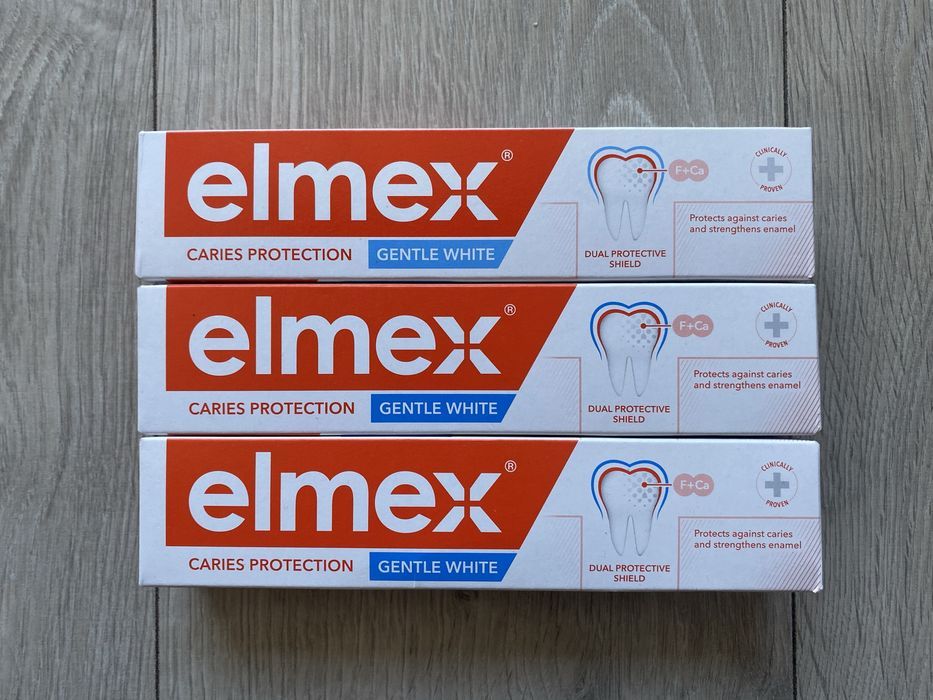 elmex®
CARIES PROTECTION GENTLE WHITE
F+Ca
DUAL PROTECTIVE
SHIELD
CLINICALLY
PROVEN
Protects against caries
and strengthens enamel
elmex®
CARIES PROTECTION GENTLE WHITE
F+Ca
DUAL PROTECTIVE
SHIELD
CLINICALLY
PROVEN
Protects against caries
and strengthens enamel
elmex®
CARIES PROTECTION GENTLE WHITE
F+Ca
DUAL PROTECTIVE
SHIELD
CLINICALLY
PROVEN
Protects against caries
and strengthens enamel